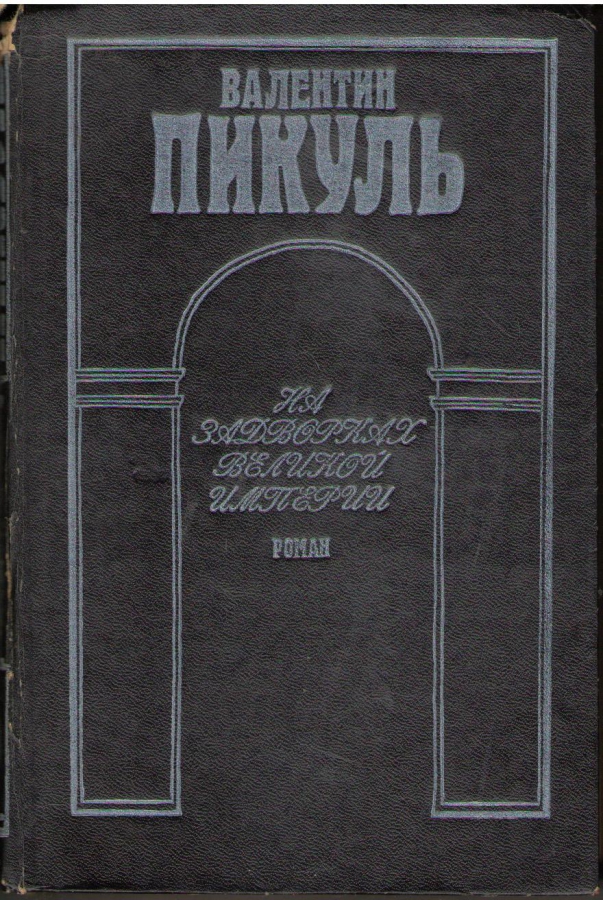 ВАЛЕНТИН
ПИКУЛЬ
НА
ЗАДВОРКАХ
ВЕЛИКОЙ
ИМПЕРИИ
РОМАН